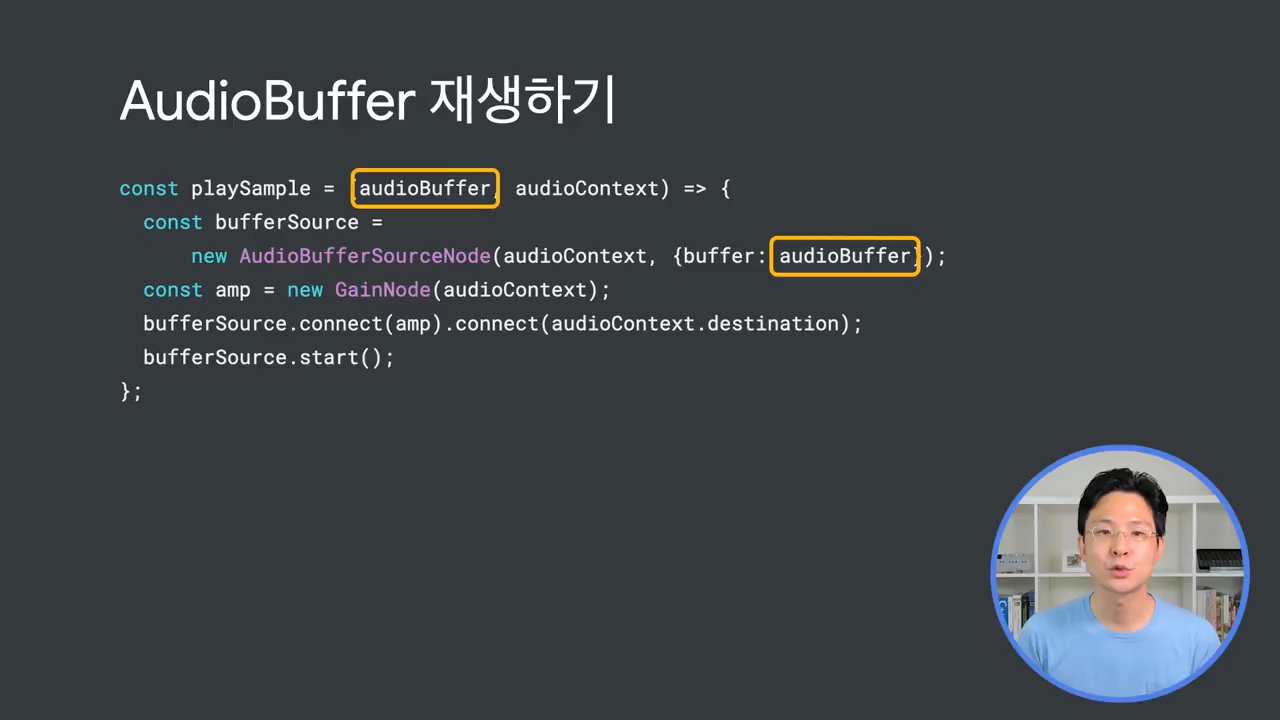 AudioBuffer 재생하기
const playSample = (audioBuffer, audioContext) => {
const bufferSource =
new AudioBufferSourceNode(audioContext, {buffer: audioBuffer});
const amp = new GainNode(audioContext);
bufferSource.connect(amp).connect(audioContext.destination);
bufferSource.start();
};